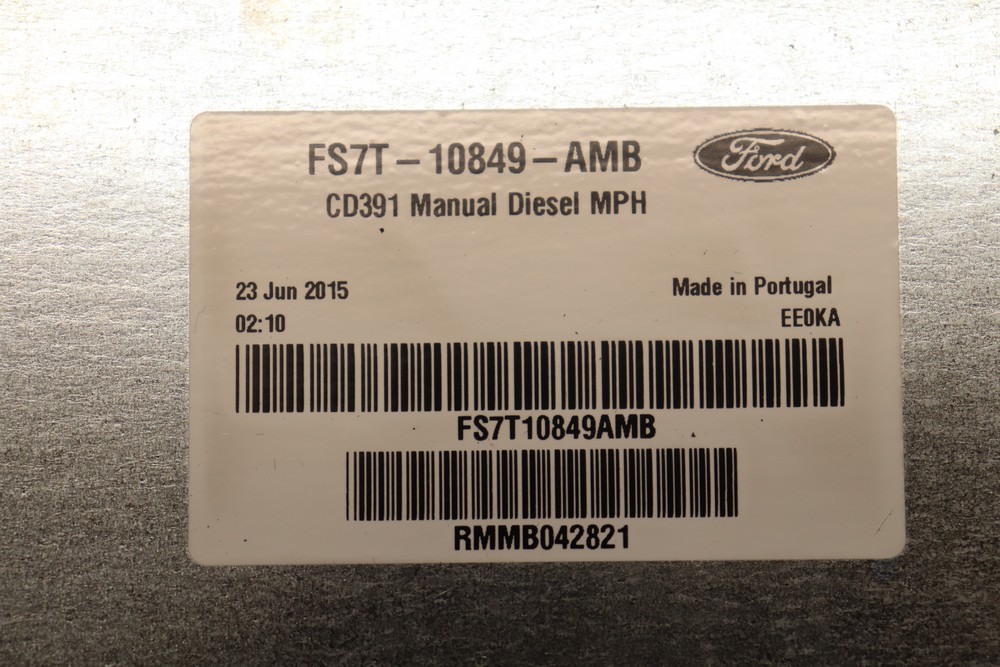 FS7T-10849-AMB
Ford
CD391 Manual Diesel MPH
23 Jun 2015
Made in Portugal
02:10
EE0KA
FS7T10849AMB
RMMB042821